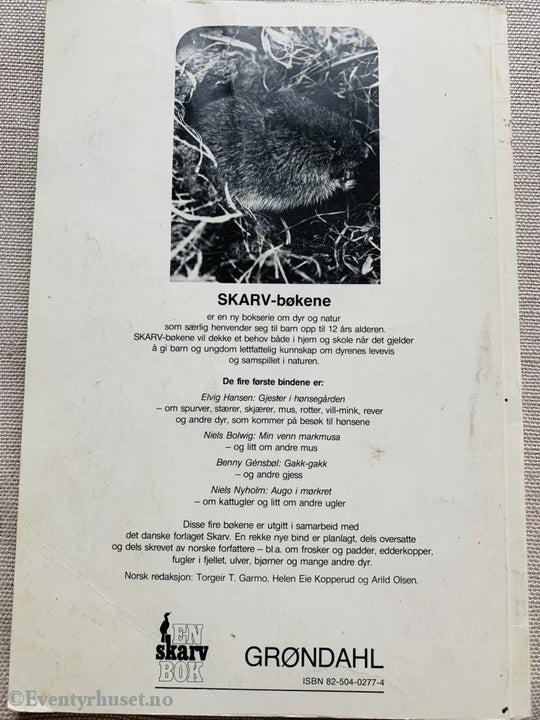 SKARV-bøkene
er en ny bokserie om dyr og natur
som særlig henvender seg til barn opp til 12 års alderen.
SKARV-bøkene vil dekke et behov både i hjem og skole når det gjelder
å gi barn og ungdom lettfattelig kunnskap om dyrenes levevis
og samspillet i naturen.
De fire første bindene er:
Elvig Hansen: Gjester i hønsegården
– om spurver, stærer, skjærer, mus, rotter, vill-mink, rever
og andre dyr, som kommer på besøk til hønsene
Niels Bolwig: Min venn markmusa
– og litt om andre mus
Benny Génsbøl: Gakk-gakk
– og andre gjess
Niels Nyholm: Augo i mørkret
– om kattugler og litt om andre ugler
Disse fire bøkene er utgitt i samarbeid med
det danske forlaget Skarv. En rekke nye bind er planlagt, dels oversatte
og dels skrevet av norske forfattere – bl.a. om frosker og padder, edderkopper,
fugler i fjellet, ulver, bjørner og mange andre dyr.
Norsk redaksjon: Torgeir T. Garmo, Helen Eie Kopperud og Arild Olsen.
EN
skarv
BOK
GRØNDAHL
ISBN 82-504-0277-4
©Eventyrhuset.no